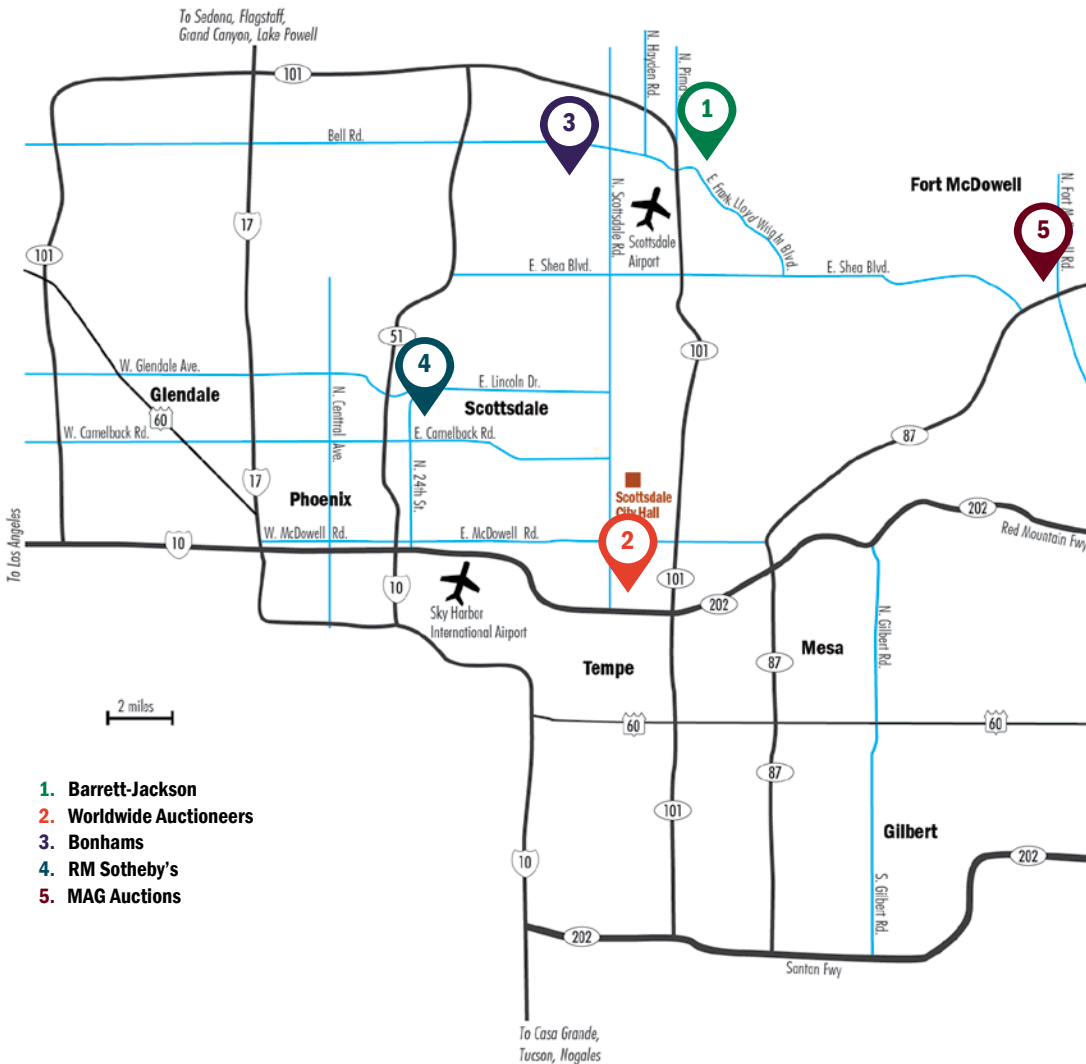 To Sedona, Flagstaff,
Grand Canyon, Lake Powell
101
N. Hayden Rd.
N. Pima
1
3
Bell Rd.
Fort McDowell
N. Fort
Rd.
5
17
N. Scottsdale Rd.
E. Frank Lloyd Wright Blvd.
Scottsdale
Airport
101
E. Shea Blvd.
E. Shea Blvd.
51
101
4
W. Glendale Ave.
Glendale
E. Lincoln Dr.
Scottsdale
N. Centtral Ave.
60
W. Camelback Rd.
E. Camelback Rd.
87
17
N. 24th St.
Phoenix
Scottsdale
City Hall
202
Red Mountain Fwy
To Los Angeles
10
W. McDowell Rd.
E. McDowell Rd.
2
10
101
202
Sky Harbor
International Airport
N. Gilbert Rd.
Tempe
Mesa
87
2 miles
60
60
87
1. Barrett-Jackson
2. Worldwide Auctioneers
3. Bonhams
4. RM Sotheby's
5. MAG Auctions
101
Gilbert
10
202
S. Gilbert Rd.
202
Santan Fwy
To Casa Grande,
Tucson, Nogales